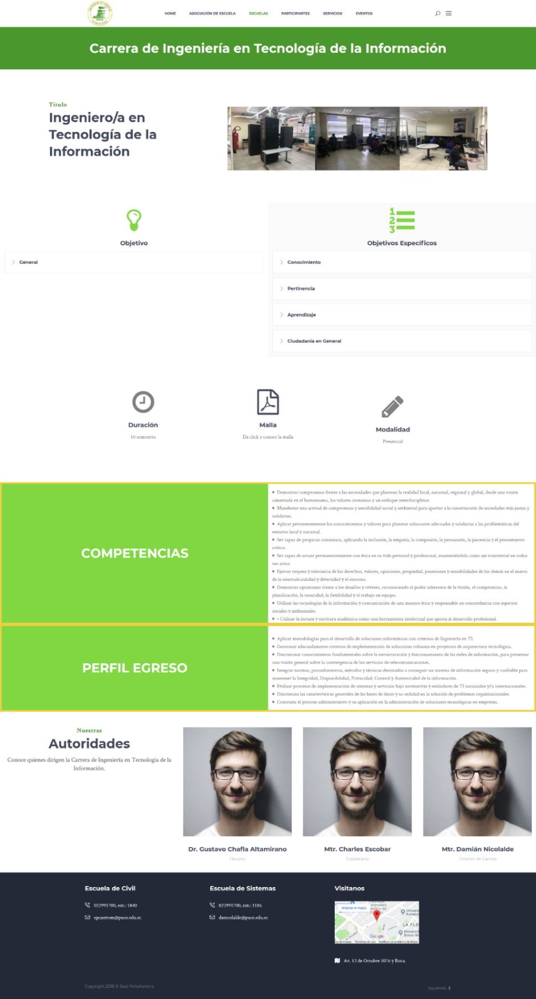 HOME ASOCIACIÓN DE ESCUELA ESCUELAS PARTICIPANTES SERVICIOS EVENTOS
Carrera de Ingeniería en Tecnología de la Información
Titulo
Ingeniero/a en
Tecnología de la
Información
Objetivo
General
Objetivos Específicos
Conocimiento
Pertinencia
Aprendizaje
Ciudadanía en General
Duración
10 semestres
Malla
Da click y conoce la malla
Modalidad
Presencial
COMPETENCIAS
• Demostrar compromiso frente a las necesidades que plantean la realidad local, nacional, regional y global, desde una visión
cimentada en el humanismo, los valores cristianos y un enfoque interdisciplinar.
• Manifestar una actitud de compromiso y sensibilidad social y ambiental para aportar a la construcción de sociedades más justas y
solidarias.
• Aplicar pertinentemente los conocimientos y valores para plantear soluciones adecuadas y solidarias a las problemáticas del
entorno local y nacional.
• Ser capaz de propiciar consensos, aplicando la inclusión, la empatía, la compasión, la persuasión, la paciencia y el pensamiento
crítico.
• Ser capaz de actuar permanentemente con ética en su vida personal y profesional, manteniéndola como eje transversal en todos
sus actos.
• Ejercer respeto y tolerancia de los derechos, valores, opiniones, propiedad, posesiones y sensibilidades de los demás en el marco
de la interculturalidad y diversidad y el entorno.
• Demostrar optimismo frente a los desafíos y reveses, reconociendo el poder inherente de la visión, el compromiso, la
planificación, la tenacidad, la flexibilidad y el trabajo en equipo.
• Utilizar las tecnologías de la información y comunicación de una manera ética y responsable en concordancia con aspectos
sociales y ambientales.
• • Utilizar la lectura y escritura académica como una herramienta intelectual que aporta al desarrollo profesional.
PERFIL EGRESO
• Aplicar metodologías para el desarrollo de soluciones informáticas con criterios de Ingeniería en TI.
• Gestionar adecuadamente criterios de implementación de soluciones robustas en proyectos de arquitectura tecnológica.
• Discriminar conocimientos fundamentales sobre la estructuración y funcionamiento de las redes de información, para presentar
una visión general sobre la convergencia de los servicios de telecomunicaciones.
• Integrar normas, procedimientos, métodos y técnicas destinados a conseguir un sistema de información seguro y confiable para
mantener la Integridad, Disponibilidad, Privacidad, Control y Autenticidad de la información.
• Evaluar procesos de implementación de sistemas y servicios bajo normativas y estándares de TI nacionales y/o internacionales.
• Discrimina las características generales de las bases de datos y su utilidad en la solución de problemas organizacionales.
• Contrasta el proceso administrativo y su aplicación en la administración de soluciones tecnológicas en empresas.
Nuestras
Autoridades
Conoce quienes dirigen la Carrera de Ingeniería en Tecnología de la
Información.
Dr. Gustavo Chafla Altamirano
Decano
Mtr. Charles Escobar
Subdecano
Mtr. Damián Nicolalde
Director de Carrera
Escuela de Civil
022991700, ext.: 1840
epcastrom@puce.edu.ec
Escuela de Sistemas
022991700, ext.: 1185
danicolalde@puce.edu.ec
Visitanos
Ampliar el mapa
LA FLO
Google
Av. 12 de Octubre 1076 y Roca.
Copyright 2018 © José Peñaherrera
Siguenos